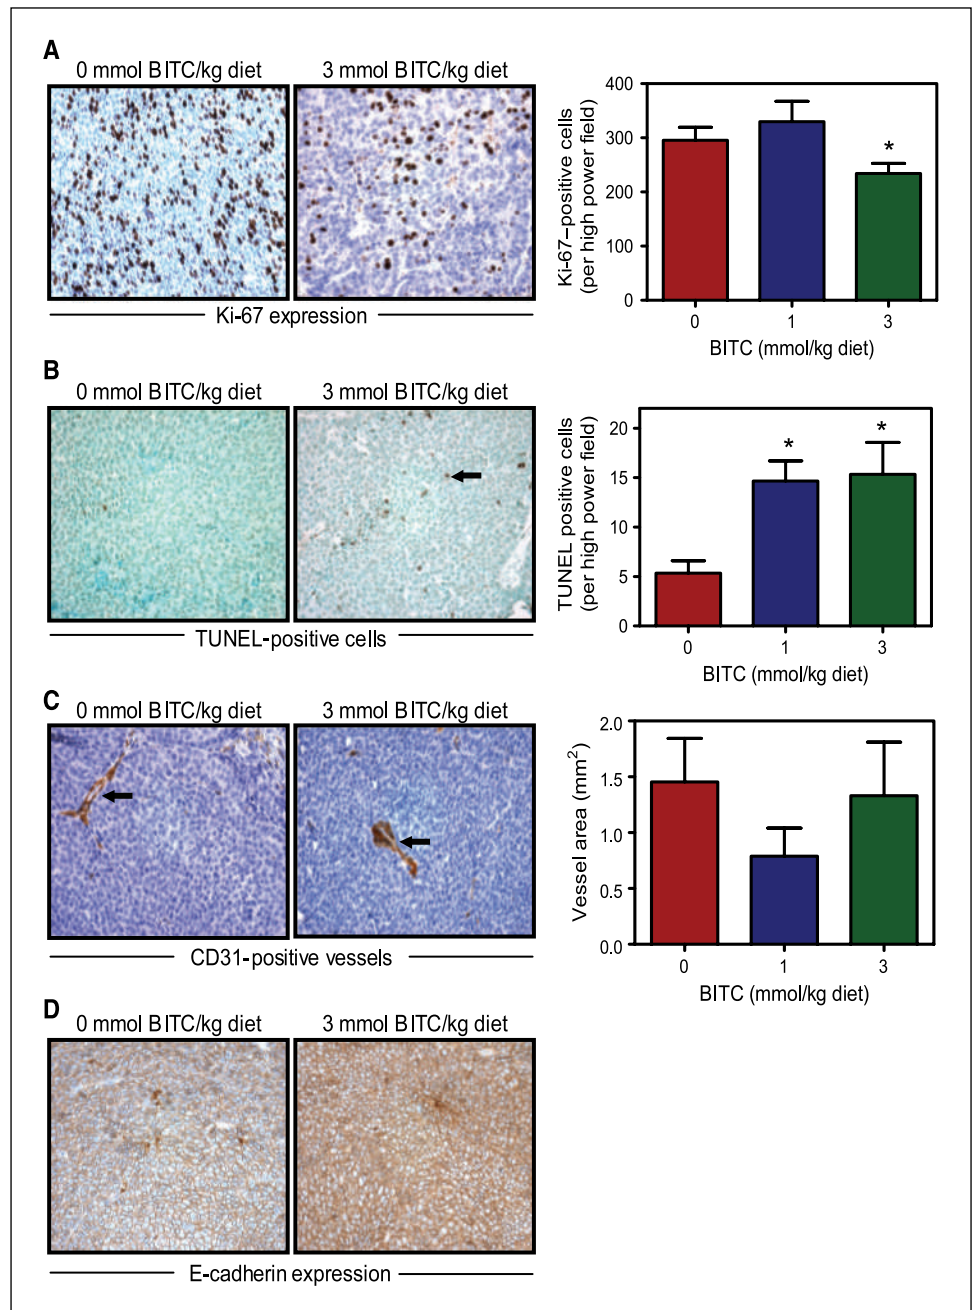 A
0 mmol BITC/kg diet
3 mmol BITC/kg diet
Ki-67 expression
Ki-67–positive cells
(per high power field)
400
300
200
100
0
*
0
1
3
BITC (mmol/kg diet)
B
0 mmol BITC/kg diet
3 mmol BITC/kg diet
TUNEL-positive cells
TUNEL positive cells
(per high power field)
20
15
10
5
0
*
*
0
1
3
BITC (mmol/kg diet)
C
0 mmol BITC/kg diet
3 mmol BITC/kg diet
CD31-positive vessels
Vessel area (mm²)
2.0
1.5
1.0
0.5
0.0
0
1
3
BITC (mmol/kg diet)
D
0 mmol BITC/kg diet
3 mmol BITC/kg diet
E-cadherin expression